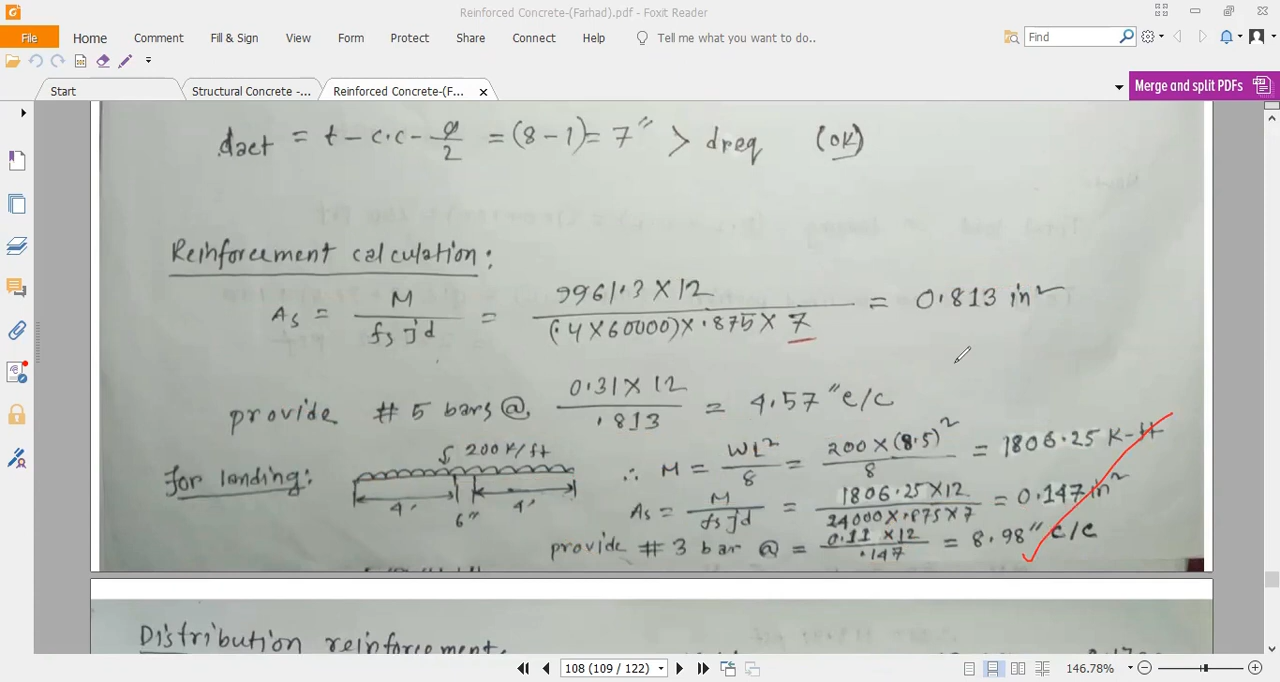 Reinforced Concrete-(Farhad).pdf - Foxit Reader
File Home Comment Fill & Sign View Form Protect Share Connect Help Tell me what you want to do.. Find
Start Structural Concrete -... Reinforced Concrete-(F... Merge and split PDFs
dact = t - c.c - ø/2 = (8 - 1) = 7" > dreq (OK)
Reinforcement calculation:
As = M / fs jd = 9961.3 X 12 / (.4 X 60000) X .875 X 7 = 0.813 in²
provide # 5 bars @ 0.31 X 12 / .813 = 4.57" c/c
for landing: 200 K/ft 4' 6" 4'
∴ M = WL² / 8 = 200 X (8.5)² / 8 = 1806.25 K-ft
As = M / fs jd = 1806.25 X 12 / 24000 X .875 X 7 = 0.147 in²
provide # 3 bar @ = 0.11 X 12 / .147 = 8.98" c/c
Distribution reinforcement.
108 (109 / 122) 146.78%